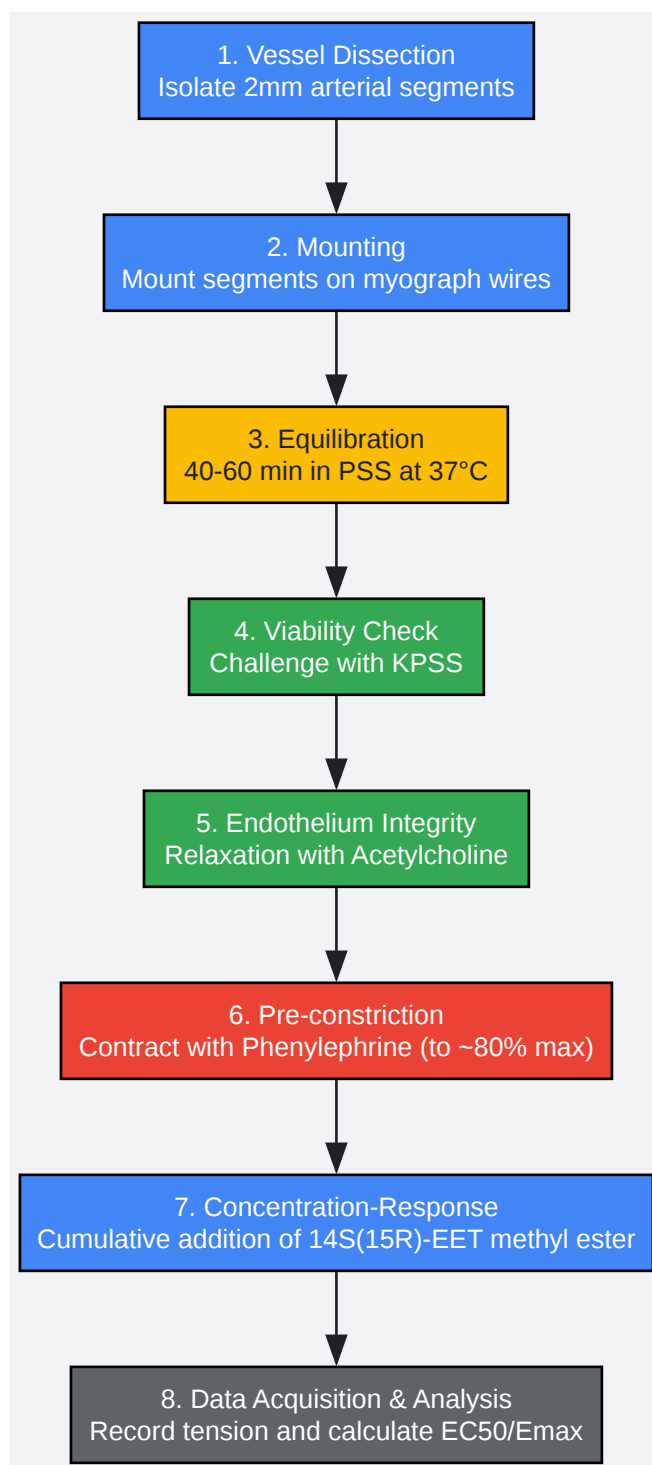 1. Vessel Dissection
Isolate 2mm arterial segments
2. Mounting
Mount segments on myograph wires
3. Equilibration
40-60 min in PSS at 37°C
4. Viability Check
Challenge with KPSS
5. Endothelium Integrity
Relaxation with Acetylcholine
6. Pre-constriction
Contract with Phenylephrine (to ~80% max)
7. Concentration-Response
Cumulative addition of 14S(15R)-EET methyl ester
8. Data Acquisition & Analysis
Record tension and calculate EC50/Emax